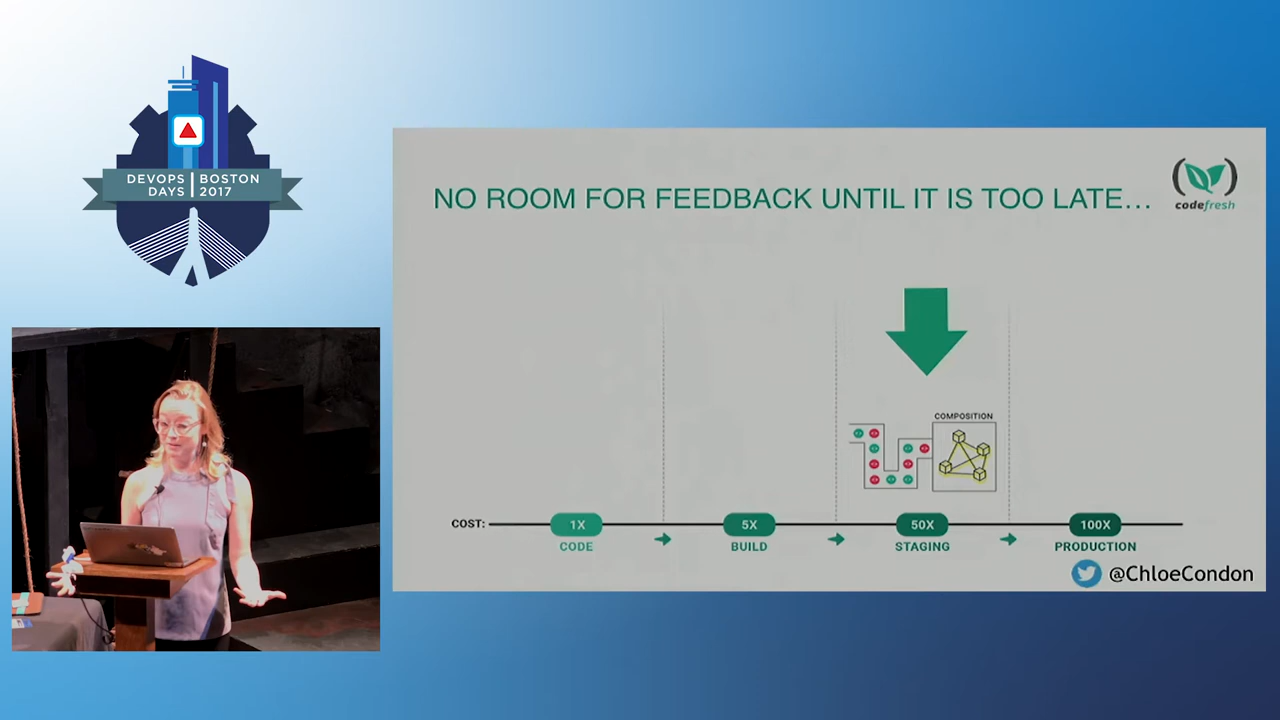 DEVOPS DAYS
BOSTON 2017
NO ROOM FOR FEEDBACK UNTIL IT IS TOO LATE...
(codefresh)
COMPOSITION
COST:
1X
5X
50X
100X
CODE
BUILD
STAGING
PRODUCTION
@ChloeCondon